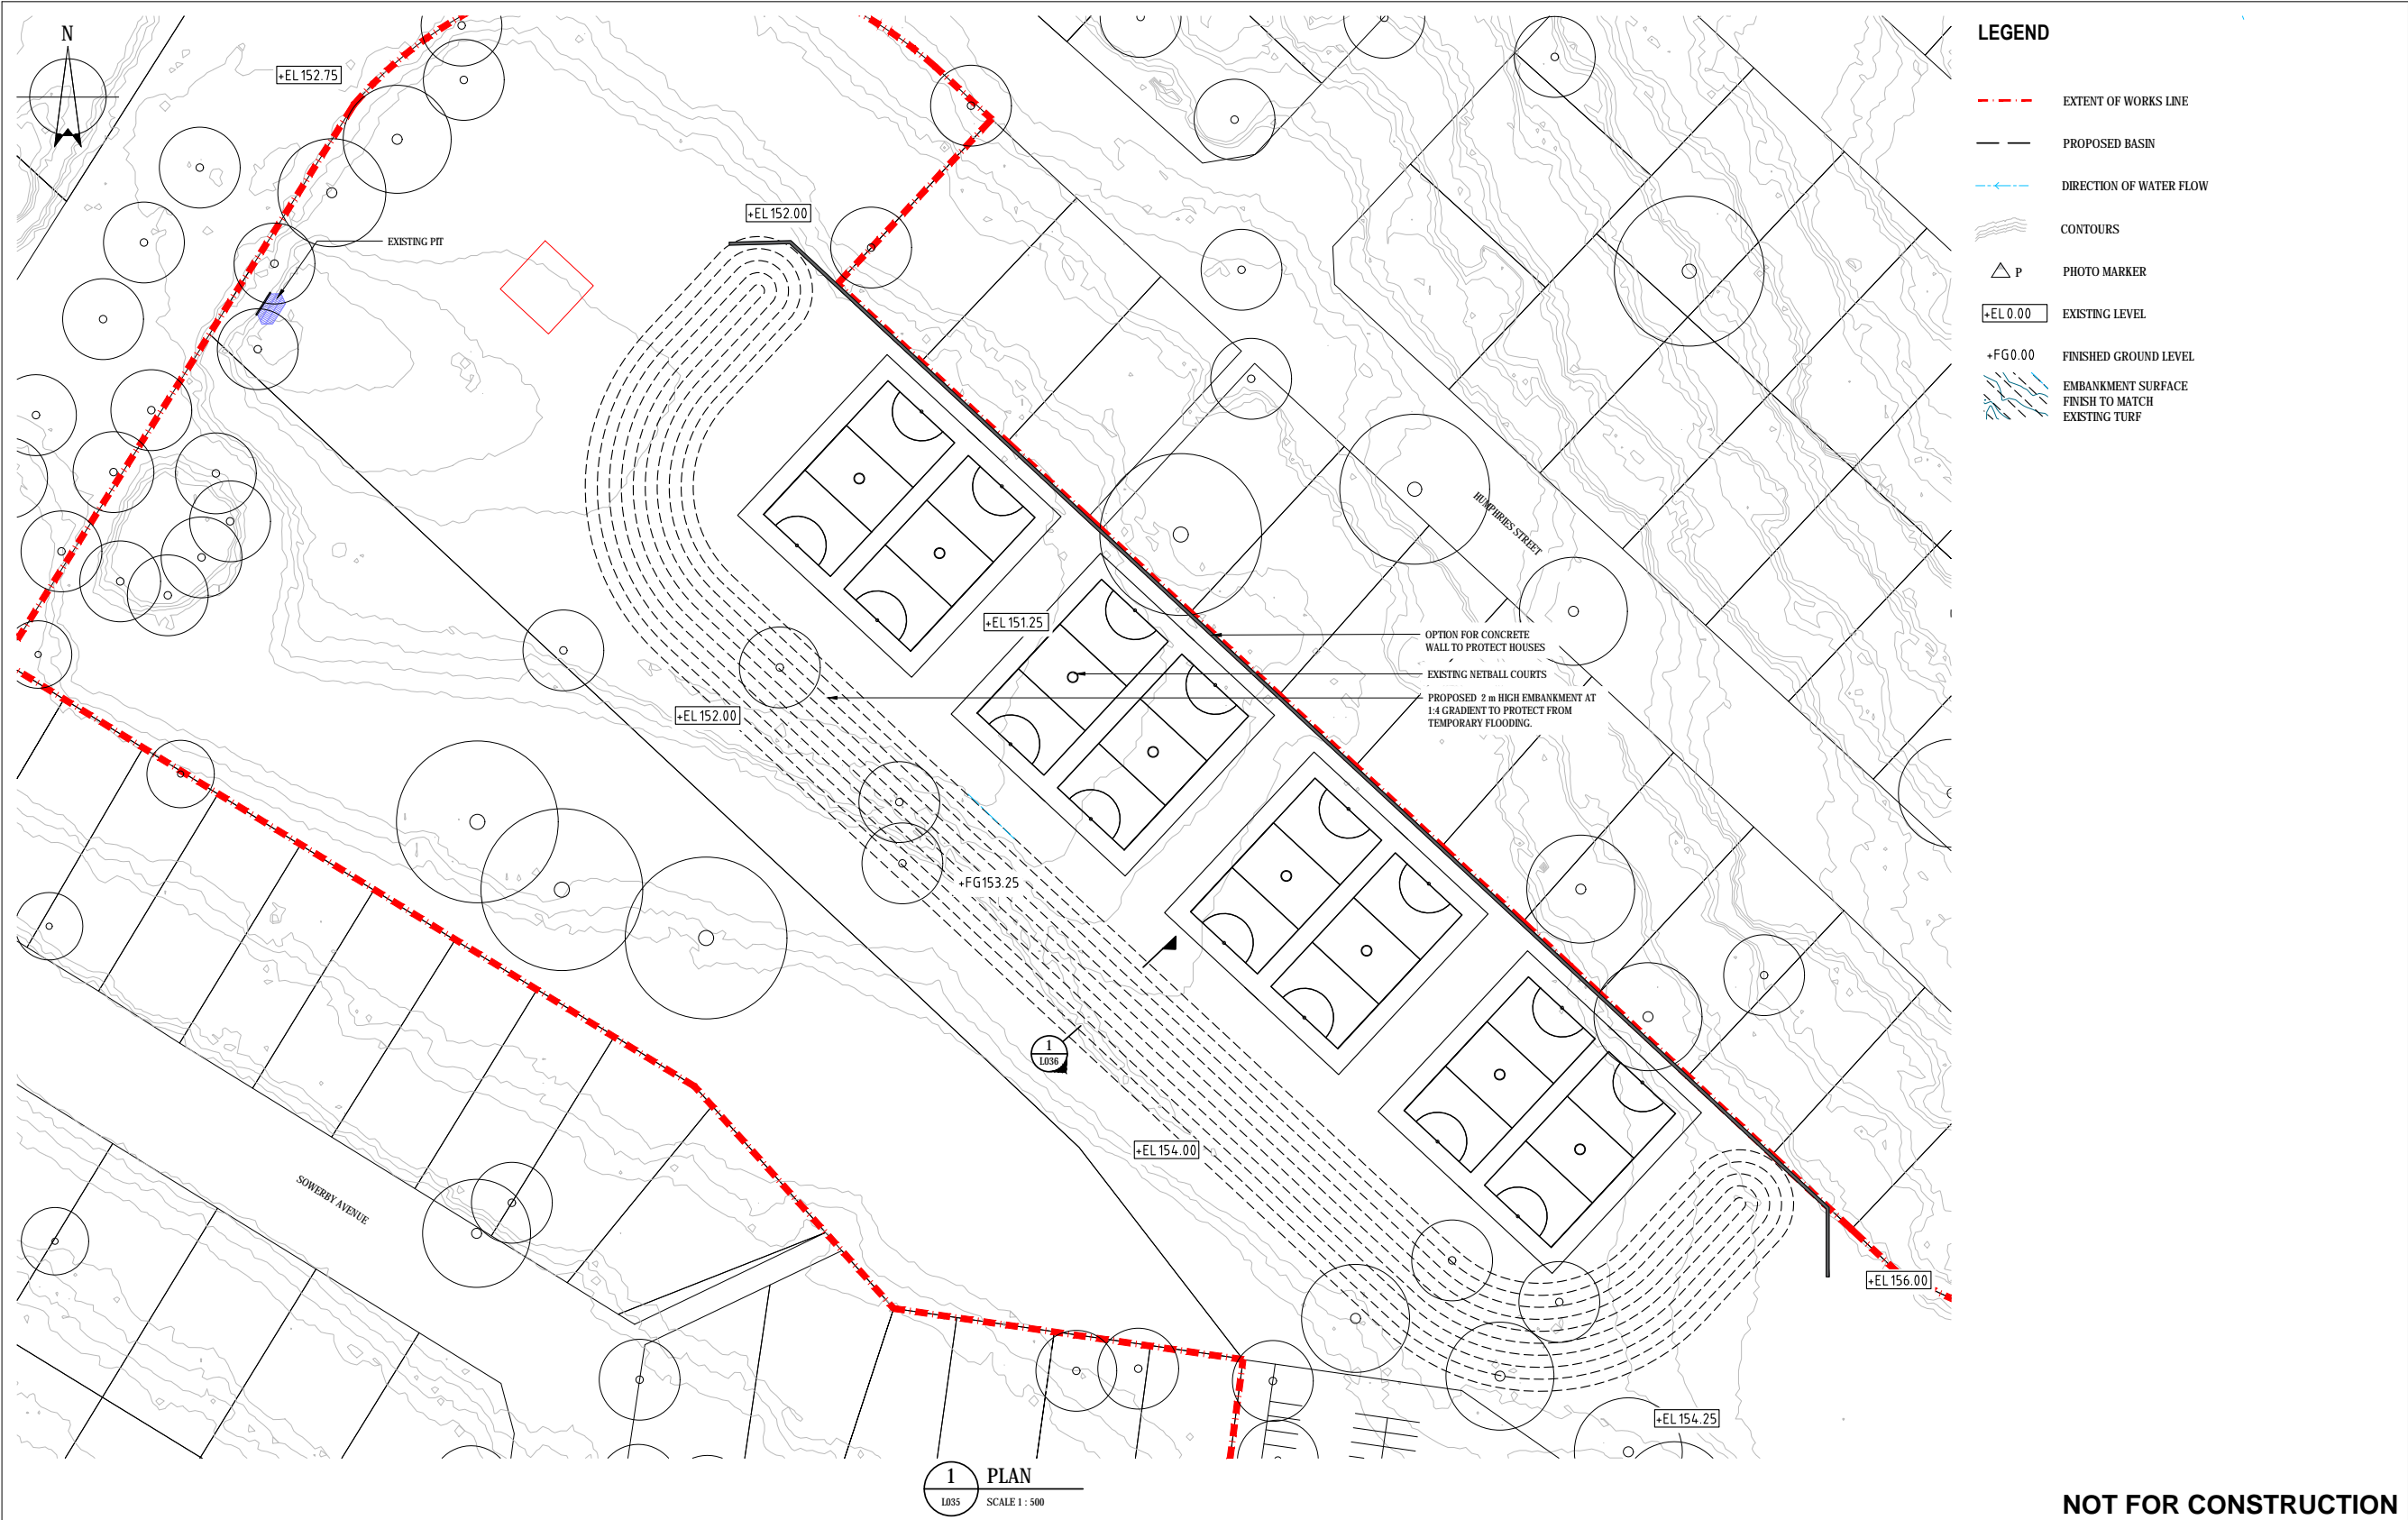 N
+EL 152.75
EXISTING PIT
+EL 152.00
HUMPHRIES STREET
+EL 151.25
OPTION FOR CONCRETE
WALL TO PROTECT HOUSES
EXISTING NETBALL COURTS
PROPOSED 2 m HIGH EMBANKMENT AT
1:4 GRADIENT TO PROTECT FROM
TEMPORARY FLOODING.
+EL 152.00
+FG153.25
1
L036
+EL 154.00
SOWERBY AVENUE
+EL 156.00
+EL 154.25
1
L035
PLAN
SCALE 1 : 500
LEGEND
EXTENT OF WORKS LINE
PROPOSED BASIN
DIRECTION OF WATER FLOW
CONTOURS
P PHOTO MARKER
+EL 0.00 EXISTING LEVEL
+FG0.00 FINISHED GROUND LEVEL
EMBANKMENT SURFACE
FINISH TO MATCH
EXISTING TURF
NOT FOR CONSTRUCTION